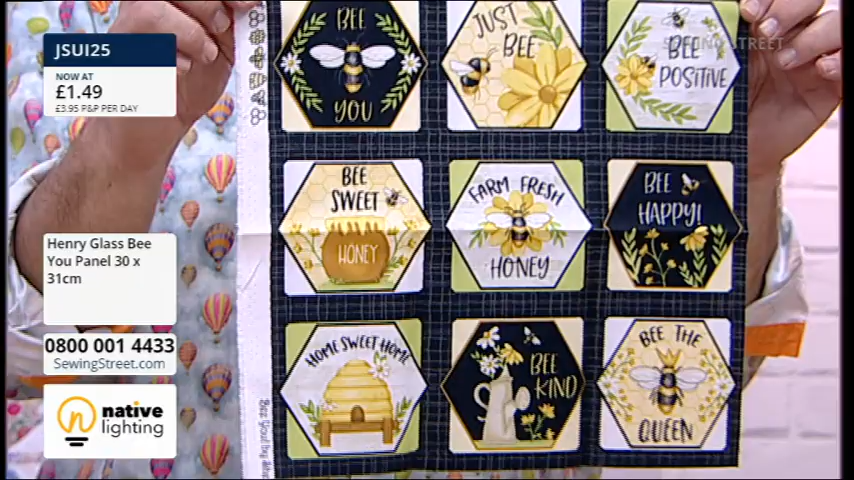 JSUI25
NOW AT
£1.49
£3.95 P&P PER DAY
Henry Glass Bee
You Panel 30 x
31cm
0800 001 4433
SewingStreet.com
native
lighting
SEWING STREET
BEE
YOU
JUST
BEE
BEE
POSITIVE
BEE
SWEET
HONEY
FARM FRESH
HONEY
BEE
HAPPY!
HOME SWEET HOME
BEE
KIND
BEE THE
QUEEN